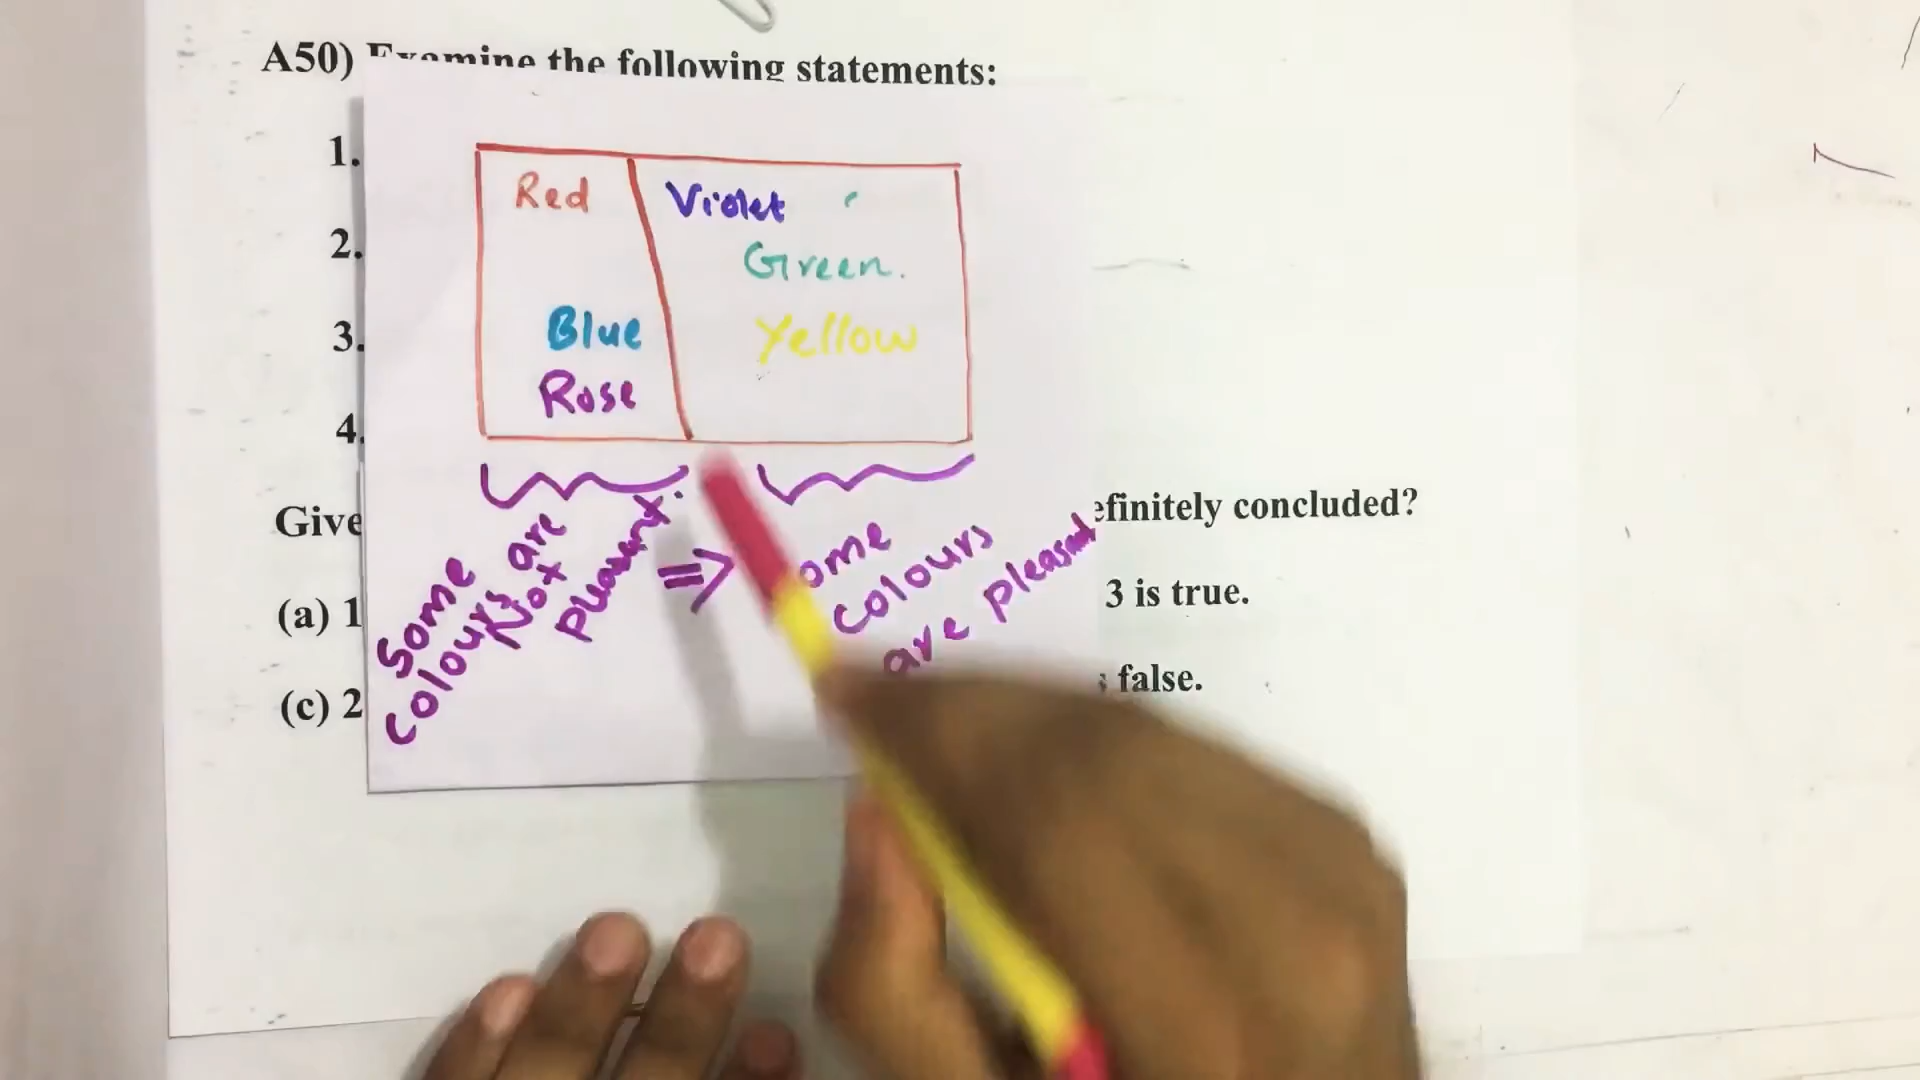 A50) Examine the following statements:
1.
2.
3.
4.
Red
Violet
Green.
Blue
Yellow
Rose
Some
colours are
Not
pleasant.
=>
ome
colours
are pleasant
Give
efinitely concluded?
(a) 1
3 is true.
(c) 2
false.